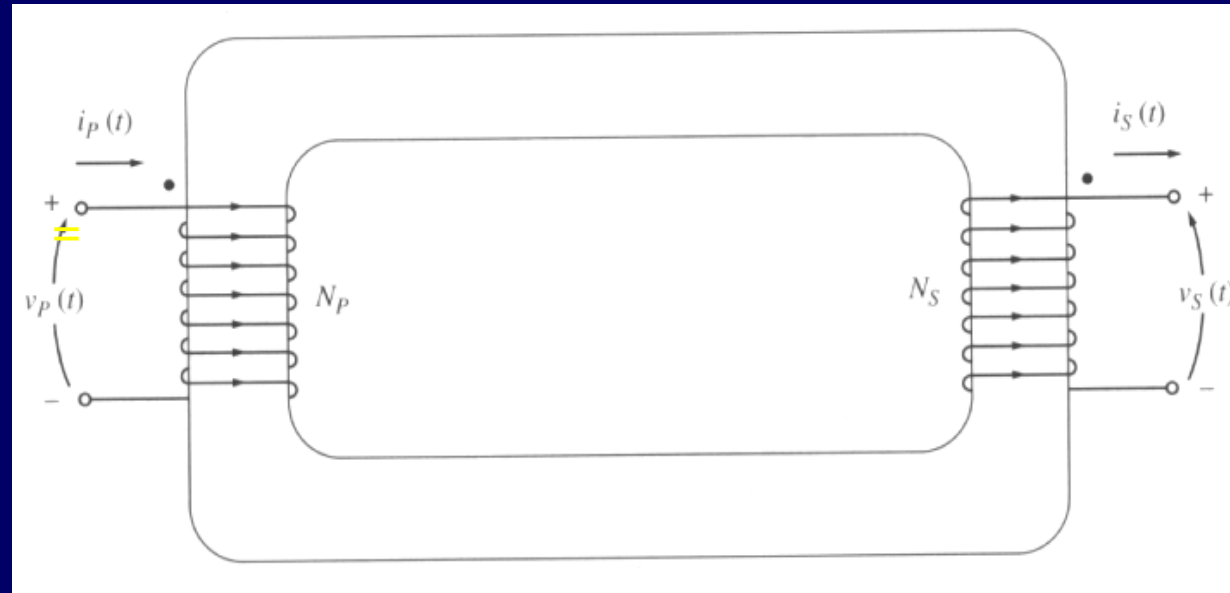 i_P (t)
i_S (t)
+
+
v_P (t)
N_P
N_S
v_S (t)
−
−